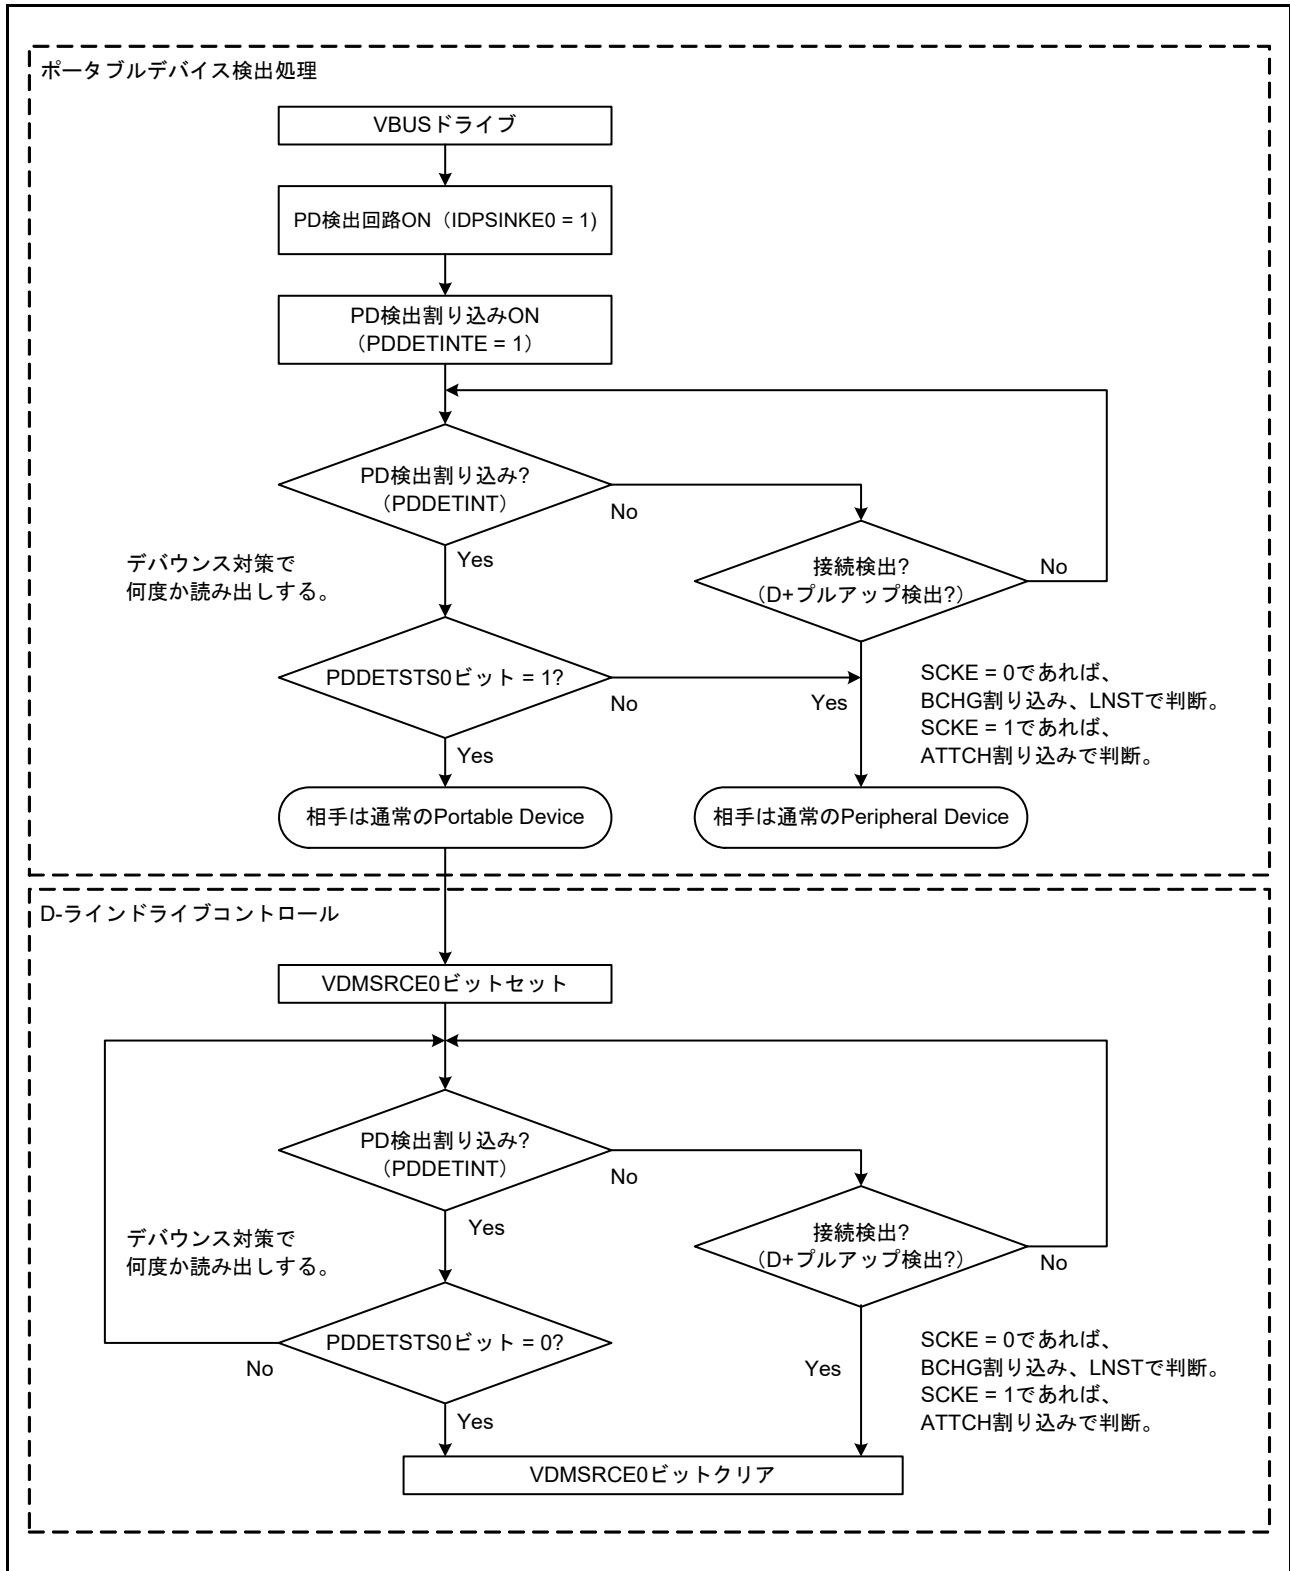 ポータブルデバイス検出処理
VBUSドライブ
PD検出回路ON（IDPSINKE0 = 1)
PD検出割り込みON
（PDDETINTE = 1）
PD検出割り込み?
（PDDETINT）
No
Yes
デバウンス対策で
何度か読み出しする。
接続検出?
（D+プルアップ検出?）
No
PDDETSTS0ビット = 1?
No
Yes
Yes
SCKE = 0であれば、
BCHG割り込み、LNSTで判断。
SCKE = 1であれば、
ATTCH割り込みで判断。
相手は通常のPortable Device
相手は通常のPeripheral Device
D-ラインドライブコントロール
VDMSRCE0ビットセット
PD検出割り込み?
（PDDETINT）
No
Yes
デバウンス対策で
何度か読み出しする。
接続検出?
（D+プルアップ検出?）
No
PDDETSTS0ビット = 0?
No
Yes
Yes
SCKE = 0であれば、
BCHG割り込み、LNSTで判断。
SCKE = 1であれば、
ATTCH割り込みで判断。
VDMSRCE0ビットクリア